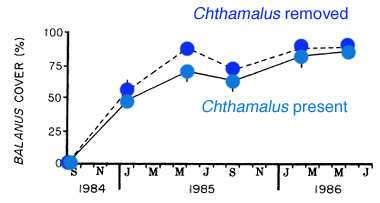 Chthamalus removed
100
75
50
25
0
BALANUS COVER (%)
Chthamalus present
S N J M M J S N J M M J
1984 1985 1986